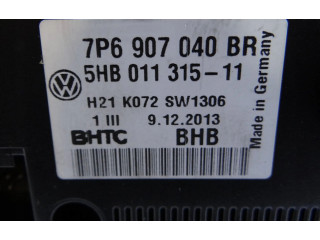 7P6 907 040 BR
5HB 011 315-11
H21 K072 SW1306
1 III 9.12.2013
BHTC BHB
Made in Germany